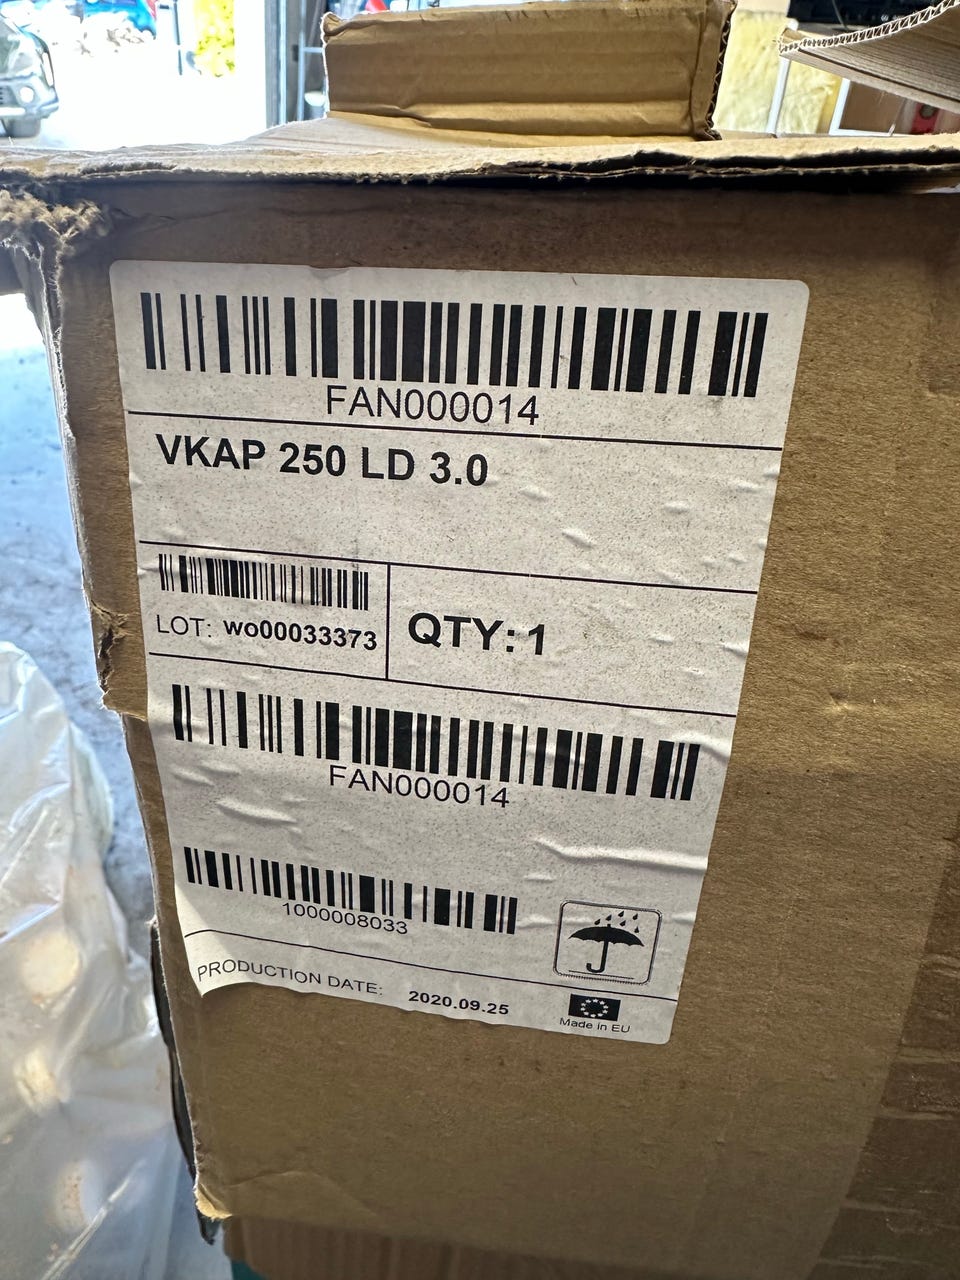 FAN000014
VKAP 250 LD 3.0
LOT: wo00033373
QTY: 1
FAN000014
1000008033
PRODUCTION DATE: 2020.09.25
Made in EU